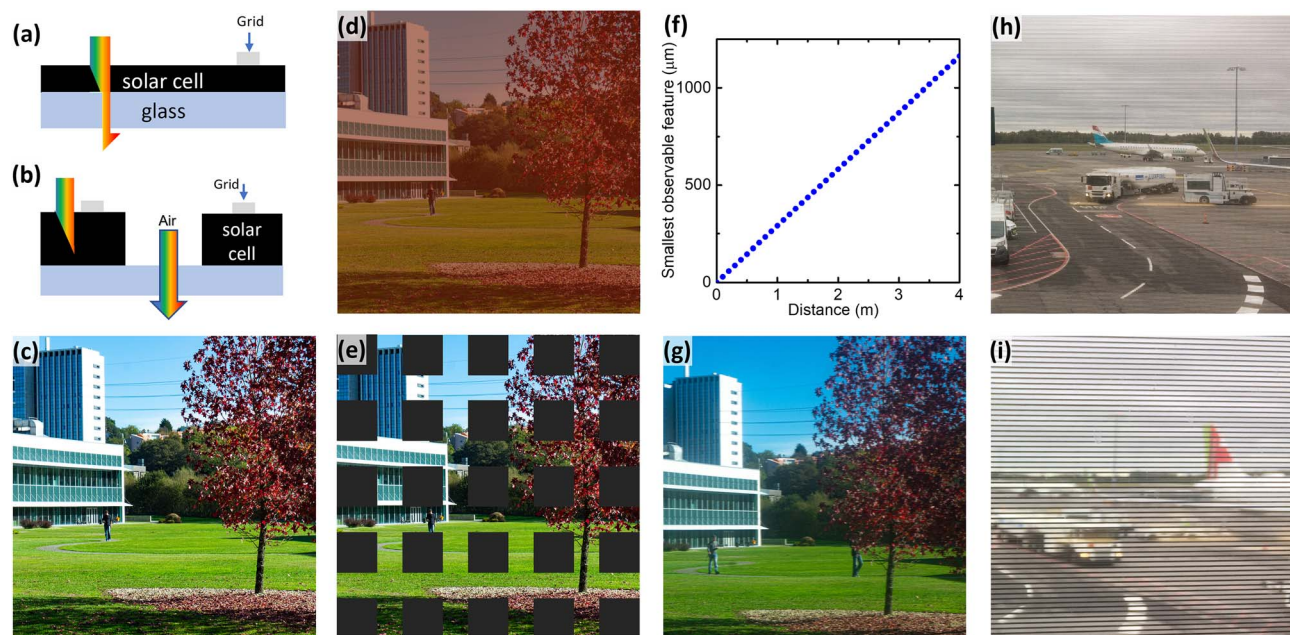 (a)
Grid
solar cell
glass
(b)
Grid
Air
solar
cell
(c)
(d)
(e)
(f)
Smallest observable feature (μm)
1000
500
0
0 1 2 3 4
Distance (m)
(g)
(h)
(i)